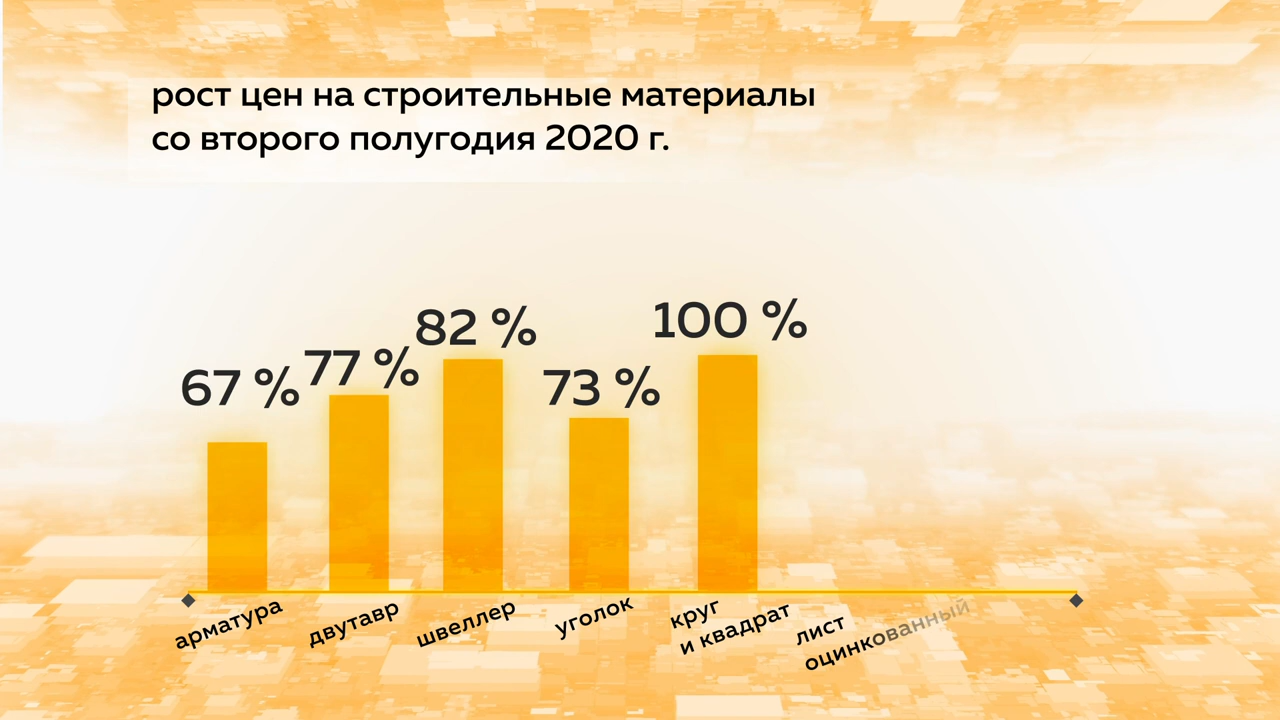 рост цен на строительные материалы
со второго полугодия 2020 г.
67 %
77 %
82 %
73 %
100 %
арматура
двутавр
швеллер
уголок
круг
и квадрат
лист
оцинкованный